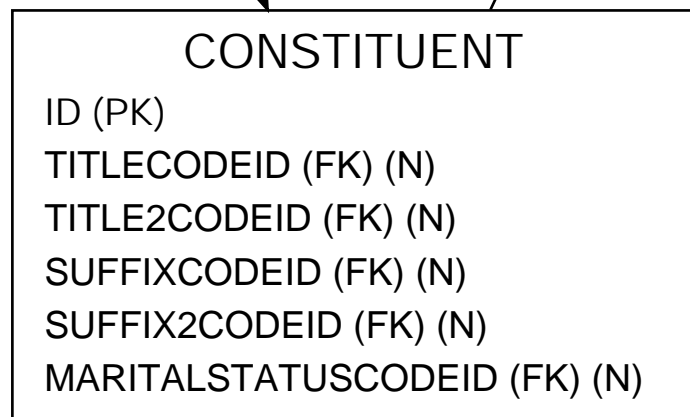 CONSTITUENT
ID (PK)
TITLECODEID (FK) (N)
TITLE2CODEID (FK) (N)
SUFFIXCODEID (FK) (N)
SUFFIX2CODEID (FK) (N)
MARITALSTATUSCODEID (FK) (N)